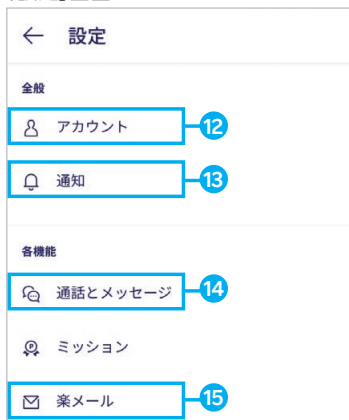 ← 設定
全般
アカウント 12
通知 13
各機能
通話とメッセージ 14
ミッション
楽メール 15